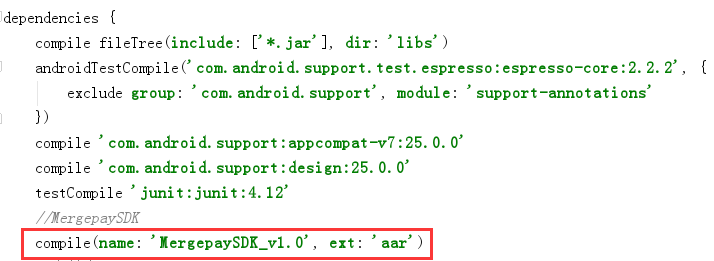 dependencies {
compile fileTree(include: ['*.jar'], dir: 'libs')
androidTestCompile('com.android.support.test.espresso:espresso-core:2.2.2', {
exclude group: 'com.android.support', module: 'support-annotations'
})
compile 'com.android.support:appcompat-v7:25.0.0'
compile 'com.android.support:design:25.0.0'
testCompile 'junit:junit:4.12'
//MergepaySDK
compile(name: 'MergepaySDK_v1.0', ext: 'aar')